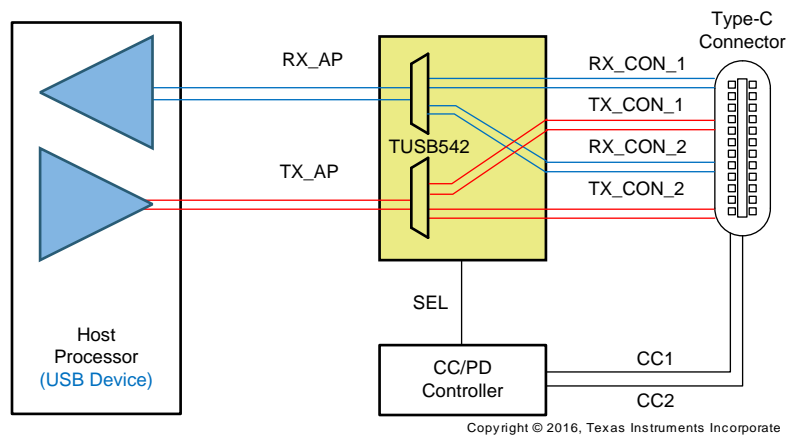 Type-C
Connector
RX_AP
RX_CON_1
TX_CON_1
TUSB542
RX_CON_2
TX_AP
TX_CON_2
SEL
Host
Processor
(USB Device)
CC/PD
Controller
CC1
CC2
Copyright © 2016, Texas Instruments Incorporate